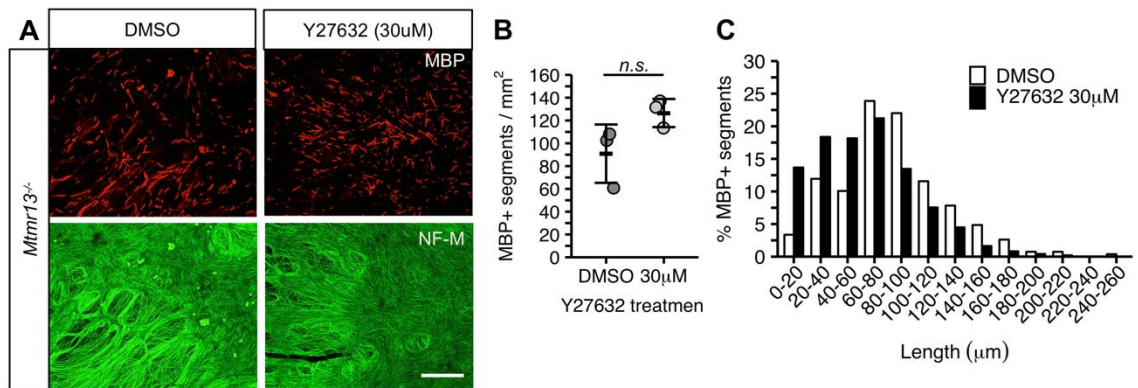 A
DMSO
Y27632 (30uM)
Mtmr13-/-
MBP
NF-M
B
n.s.
MBP+ segments / mm2
160
140
120
100
80
60
40
20
0
DMSO 30μM
Y27632 treatmen
C
DMSO
Y27632 30μM
% MBP+ segments
30
25
20
15
10
5
0
0-20
20-40
40-60
60-80
80-100
100-120
120-140
140-160
160-180
180-200
200-220
220-240
240-260
Length (μm)